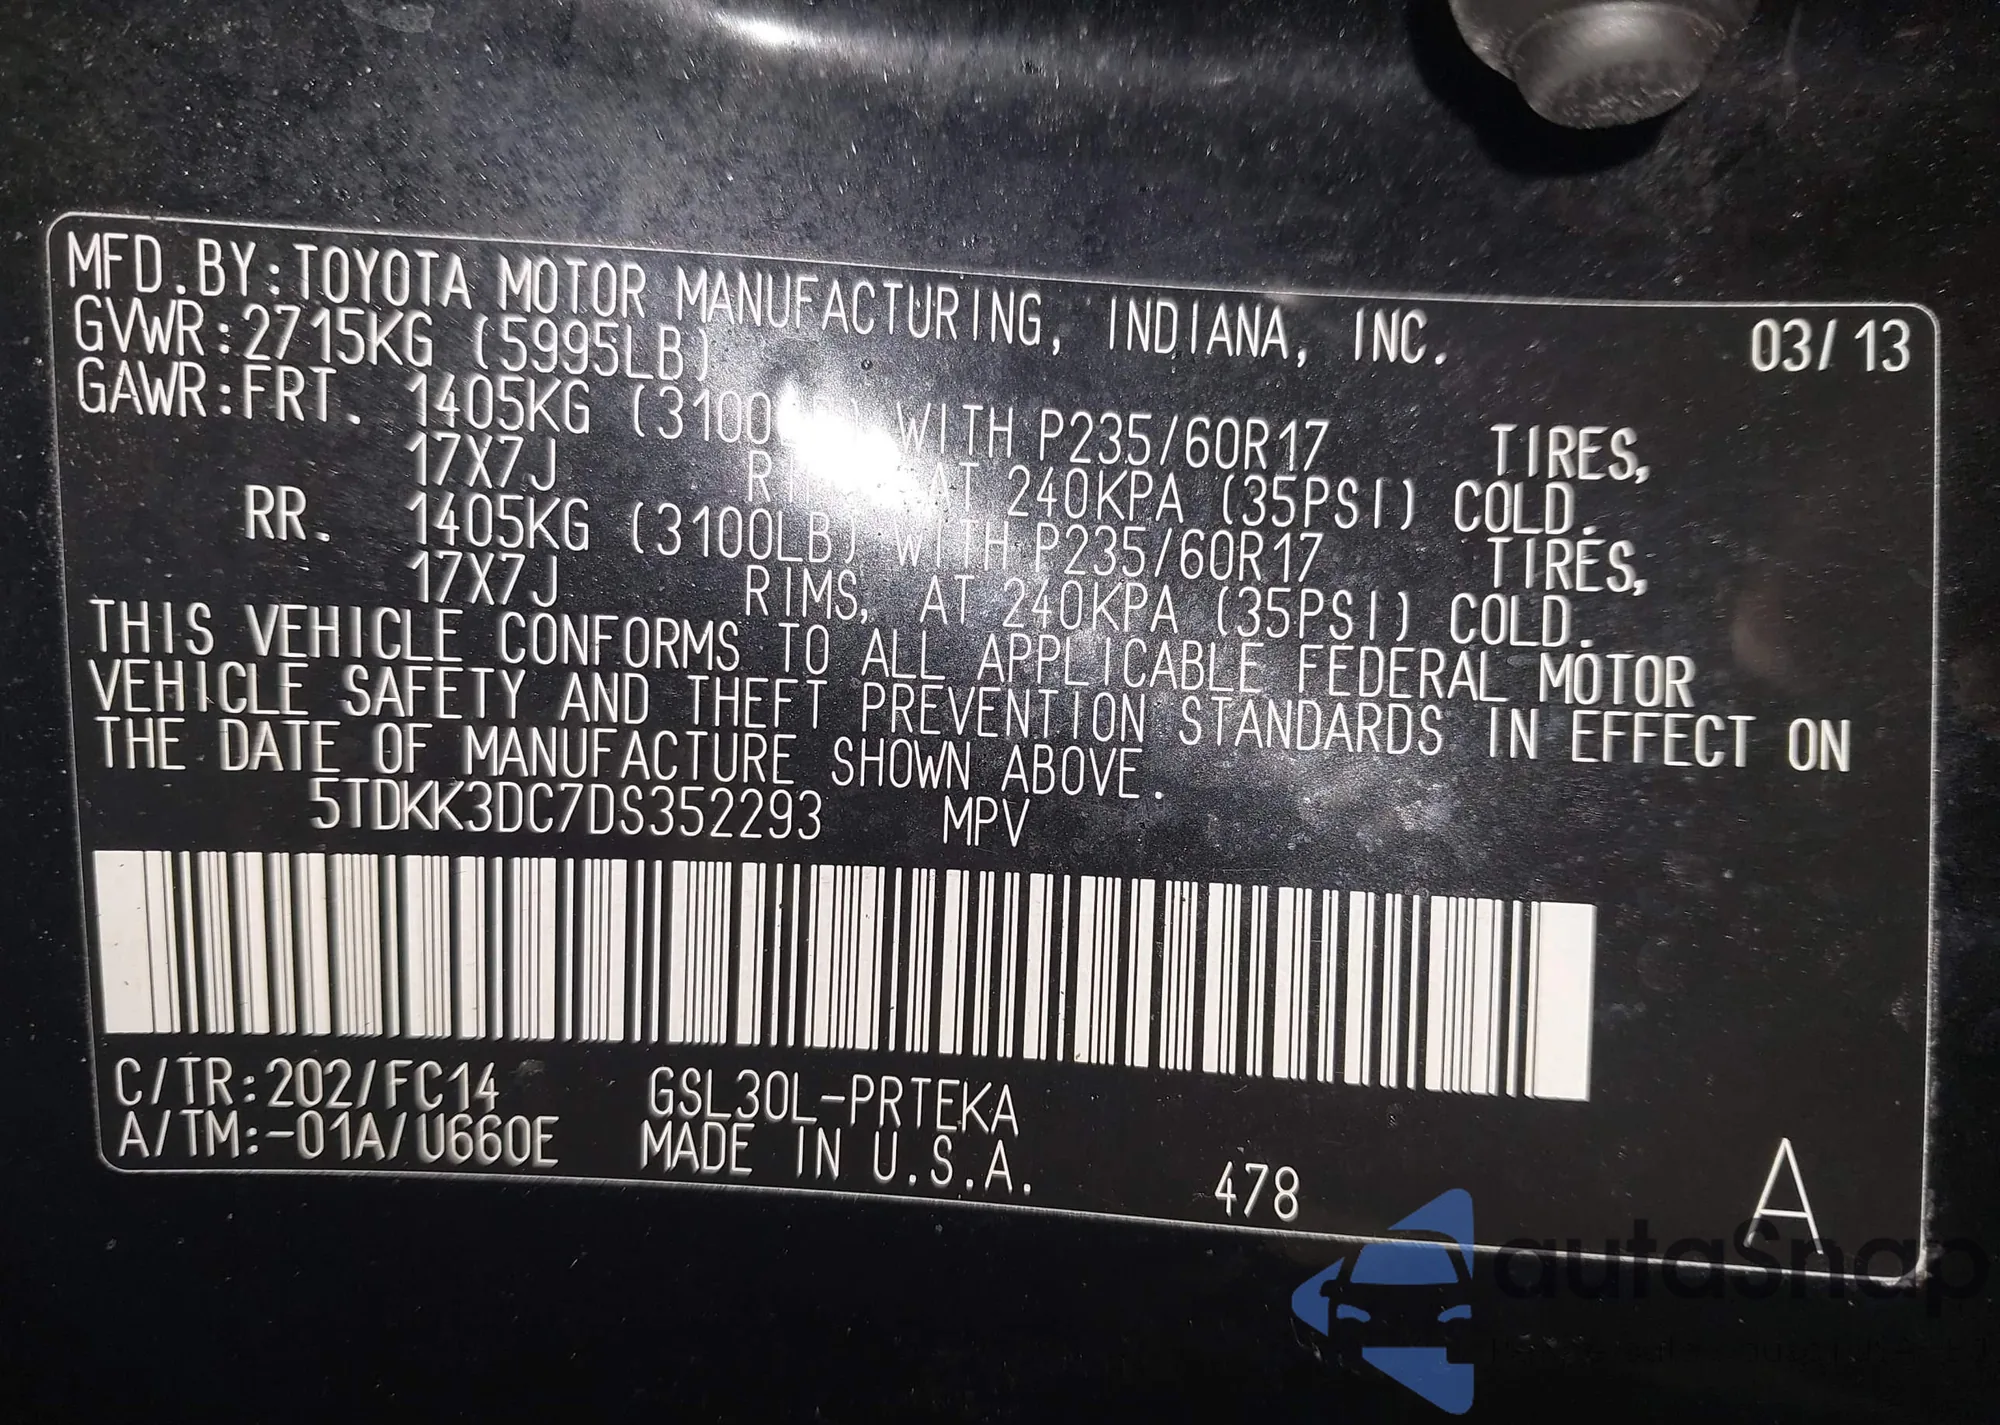 MFD.BY:TOYOTA MOTOR MANUFACTURING, INDIANA, INC. 03/13
GVWR:2715KG (5995LB)
GAWR:FRT. 1405KG (3100 ) WITH P235/60R17 TIRES,
17X7J AT 240KPA (35PSI) COLD.
RR. 1405KG (3100LB) WITH P235/60R17 TIRES,
17X7J RIMS, AT 240KPA (35PSI) COLD.
THIS VEHICLE CONFORMS TO ALL APPLICABLE FEDERAL MOTOR
VEHICLE SAFETY AND THEFT PREVENTION STANDARDS IN EFFECT ON
THE DATE OF MANUFACTURE SHOWN ABOVE.
5TDKK3DC7DS352293 MPV
C/TR:202/FC14 GSL30L-PRTEKA
A/TM:-01A/U660E MADE IN U.S.A. 478 A
autaSnap